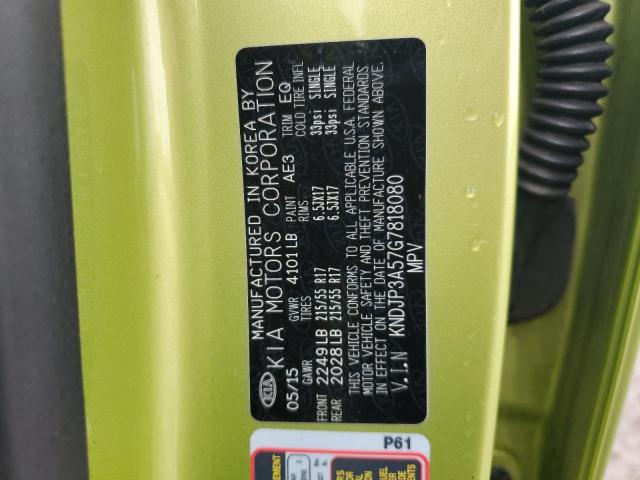 KIA
MANUFACTURED IN KOREA BY
KIA MOTORS CORPORATION
05/15 GVWR 4101LB PAINT AE3 TRIM EQ
GAWR TIRES RIMS COLD TIRE INFL
FRONT 2249LB 215/55 R17 6.5JX17 33psi SINGLE
REAR 2028LB 215/55 R17 6.5JX17 33psi SINGLE
THIS VEHICLE CONFORMS TO ALL APPLICABLE U.S.A. FEDERAL
MOTOR VEHICLE SAFETY AND THEFT PREVENTION STANDARDS
IN EFFECT ON THE DATE OF MANUFACTURE SHOWN ABOVE.
V.I.N KNDJP3A57G7818080
MPV
P61